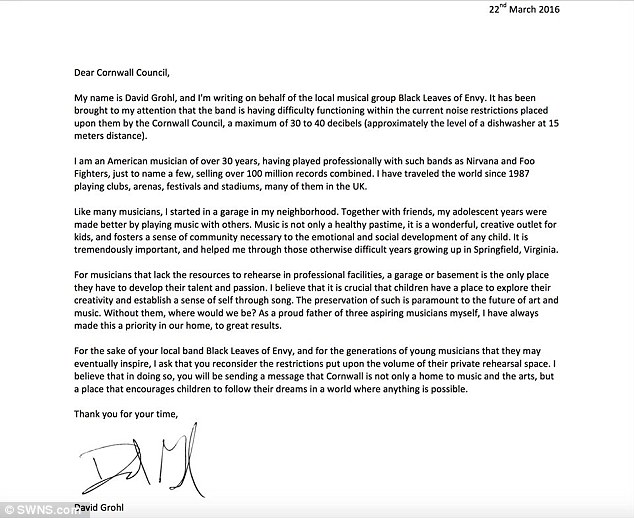 22nd March 2016
Dear Cornwall Council,
My name is David Grohl, and I'm writing on behalf of the local musical group Black Leaves of Envy. It has been
brought to my attention that the band is having difficulty functioning within the current noise restrictions placed
upon them by the Cornwall Council, a maximum of 30 to 40 decibels (approximately the level of a dishwasher at 15
meters distance).
I am an American musician of over 30 years, having played professionally with such bands as Nirvana and Foo
Fighters, just to name a few, selling over 100 million records combined. I have traveled the world since 1987
playing clubs, arenas, festivals and stadiums, many of them in the UK.
Like many musicians, I started in a garage in my neighborhood. Together with friends, my adolescent years were
made better by playing music with others. Music is not only a healthy pastime, it is a wonderful, creative outlet for
kids, and fosters a sense of community necessary to the emotional and social development of any child. It is
tremendously important, and helped me through those otherwise difficult years growing up in Springfield, Virginia.
For musicians that lack the resources to rehearse in professional facilities, a garage or basement is the only place
they have to develop their talent and passion. I believe that it is crucial that children have a place to explore their
creativity and establish a sense of self through song. The preservation of such is paramount to the future of art and
music. Without them, where would we be? As a proud father of three aspiring musicians myself, I have always
made this a priority in our home, to great results.
For the sake of your local band Black Leaves of Envy, and for the generations of young musicians that they may
eventually inspire, I ask that you reconsider the restrictions put upon the volume of their private rehearsal space. I
believe that in doing so, you will be sending a message that Cornwall is not only a home to music and the arts, but
a place that encourages children to follow their dreams in a world where anything is possible.
Thank you for your time,
David Grohl
© SWNS.com